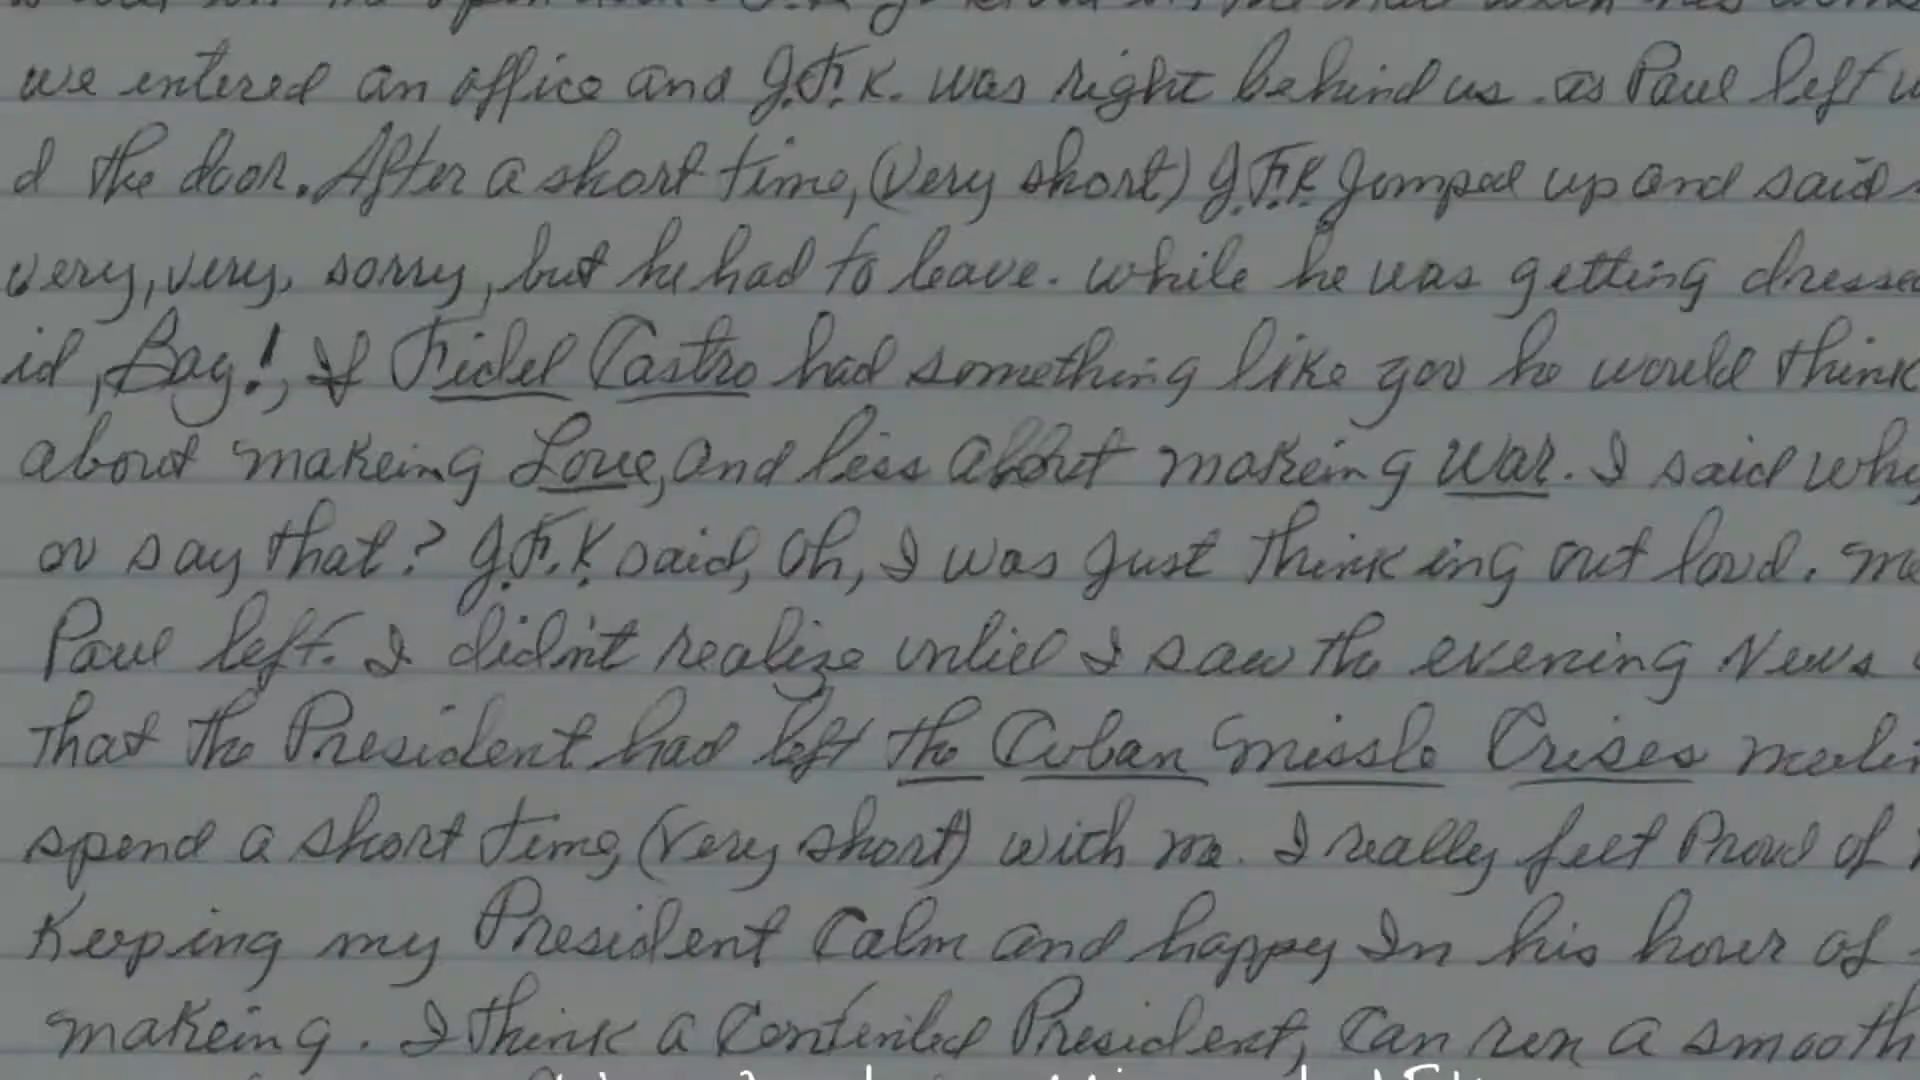 we entered an office and J.F.K. was right behind us. as Paul left
d the door. After a short time, (Very short) J.F.K Jumped up and said
very, very, sorry, but he had to leave. while he was getting dresse
id, Boy!, If Fidel Castro had something like you he would think
about makeing Love, and less about makeing War. I said why
ou say that? J.F.K said, Oh, I was Just think ing out loud.
Paul left. I didn't realize until I saw the evening News
that the President had left the Cuban missle Crises
spend a short time, (Very short) with me. I really felt Proud of
Keeping my President Calm and happy In his hour of
makeing. I think a Contented President, Can run a smooth